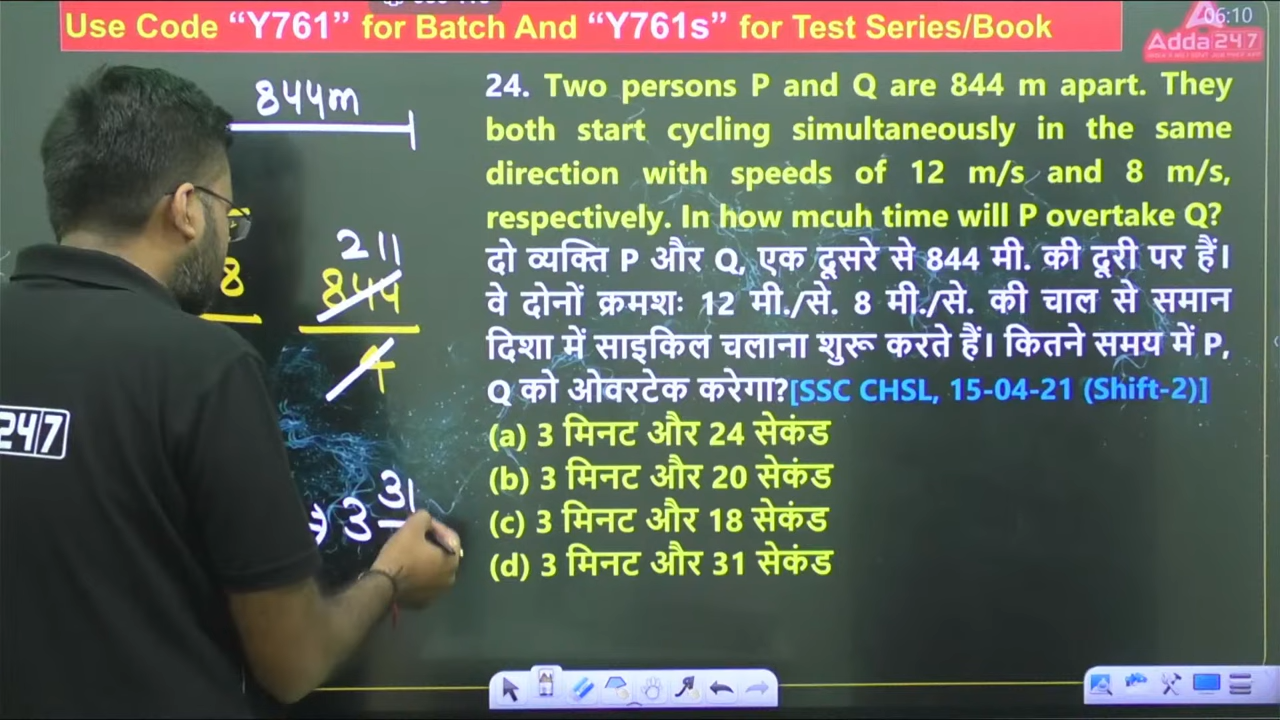 Use Code “Y761” for Batch And “Y761s” for Test Series/Book
06:10
Adda247
844m
24. Two persons P and Q are 844 m apart. They
both start cycling simultaneously in the same
direction with speeds of 12 m/s and 8 m/s,
respectively. In how mcuh time will P overtake Q?
दो व्यक्ति P और Q, एक दूसरे से 844 मी. की दूरी पर हैं।
वे दोनों क्रमशः 12 मी./से. 8 मी./से. की चाल से समान
दिशा में साइकिल चलाना शुरू करते हैं। कितने समय में P,
Q को ओवरटेक करेगा?[SSC CHSL, 15-04-21 (Shift-2)]
(a) 3 मिनट और 24 सेकंड
(b) 3 मिनट और 20 सेकंड
(c) 3 मिनट और 18 सेकंड
(d) 3 मिनट और 31 सेकंड
8
211
844
4
⇒ 3 31
247